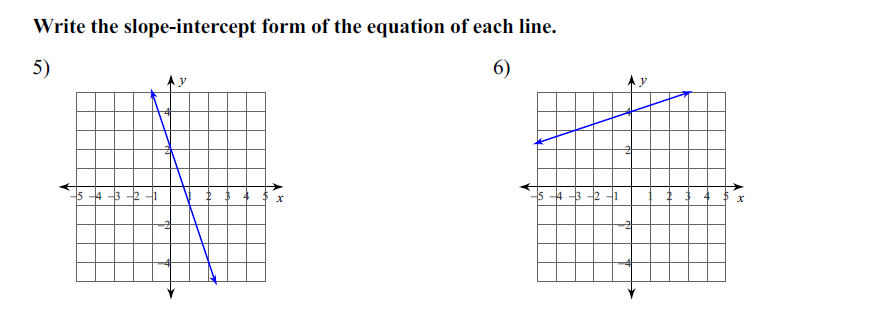 Write the slope-intercept form of the equation of each line.
5)
6)
y
y
4
4
2
2
-5 -4 -3 -2 -1 1 2 3 4 5 x
-5 -4 -3 -2 -1 1 2 3 4 5 x
-2
-2
-4
-4